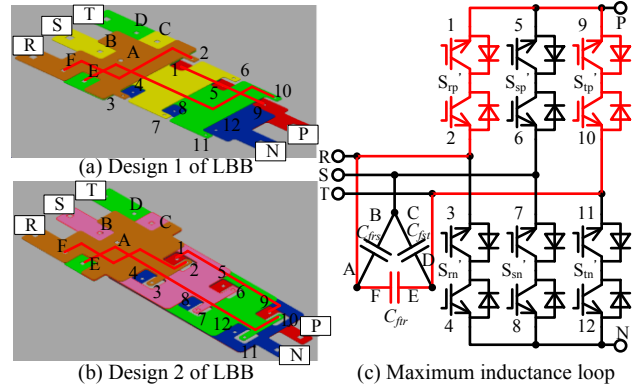 T
D
C
S
B
R
A
2
F
1
6
E
3
4
5
10
7
8
9
12
P
11
N
(a) Design 1 of LBB
T
D
S
C
B
R
F
A
1
E
5
4
3
6
9
8
7
10
P
12
11
N
(b) Design 2 of LBB
1 5 9 P
Srp' Ssp' Stp'
2 6 10
R
S
T
3 7 11
B C
Cfrs Cfst
Srn' Ssn' Stn'
A D
F E
Cftr
4 8 12
N
(c) Maximum inductance loop